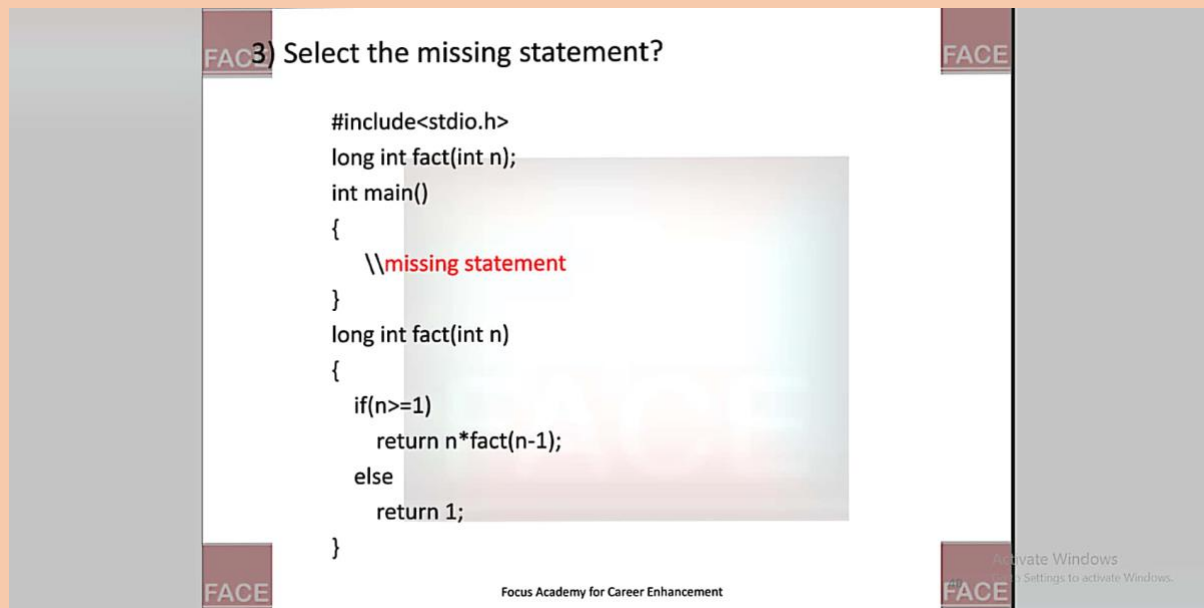 FACE
3) Select the missing statement?
FACE
#include<stdio.h>
long int fact(int n);
int main()
{
\\missing statement
}
long int fact(int n)
{
if(n>=1)
return n*fact(n-1);
else
return 1;
}
FACE
Focus Academy for Career Enhancement
FACE
Activate Windows
Settings to activate Windows.